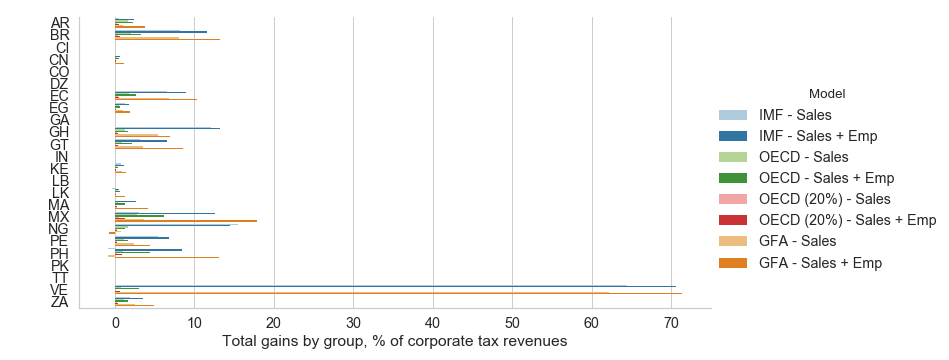 AR
BR
CI
CN
CO
DZ
EC
EG
GA
GH
GT
IN
KE
LB
LK
MA
MX
NG
PE
PH
PK
TT
VE
ZA
0 10 20 30 40 50 60 70
Total gains by group, % of corporate tax revenues
Model
IMF - Sales
IMF - Sales + Emp
OECD - Sales
OECD - Sales + Emp
OECD (20%) - Sales
OECD (20%) - Sales + Emp
GFA - Sales
GFA - Sales + Emp